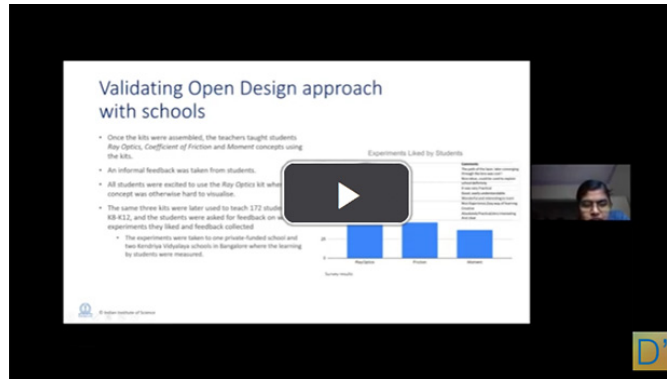 Validating Open Design approach
with schools
• Once the kits were assembled, the teachers taught students
Ray Optics, Coefficient of Friction and Moment concepts using
the kits.
• An informal feedback was taken from students.
• All students were excited to use the Ray Optics kit
concept was otherwise hard to visualise.
• The same three kits were later used to teach 172
K8-K12, and the students were asked for feedback on
experiments they liked and feedback collected
• The experiments were taken to one private-funded school and
two Kendriya Vidyalaya schools in Bangalore where the learning
by students were measured.
Experiments Liked by Students
Comments
Ray Optics
Friction
Moment
Survey results
© Indian Institute of Science
D'